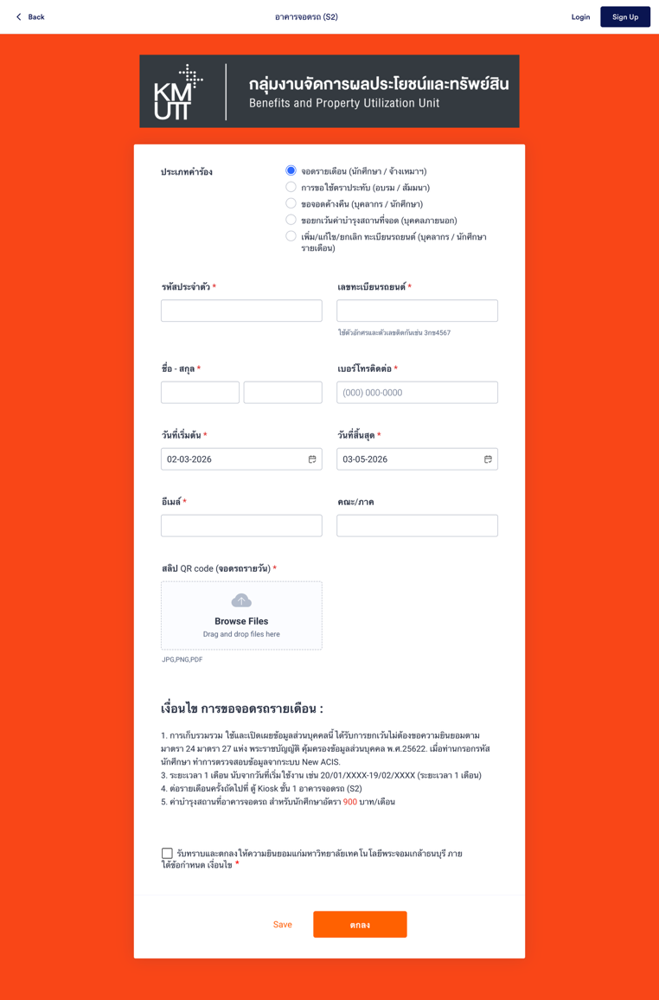 Back
อาคารจอดรถ (S2)
Login
Sign Up
KMUTT
กลุ่มงานจัดการผลประโยชน์และทรัพย์สิน
Benefits and Property Utilization Unit
ประเภทคำร้อง
จอดรายเดือน (นักศึกษา / จ้างเหมาฯ)
การขอใช้ตราประทับ (อบรม / สัมมนา)
ขอจอดค้างคืน (บุคลากร / นักศึกษา)
ขอยกเว้นค่าบำรุงสถานที่จอด (บุคคลภายนอก)
เพิ่ม/แก้ไข/ยกเลิก ทะเบียนรถยนต์ (บุคลากร / นักศึกษา
รายเดือน)
รหัสประจำตัว *
เลขทะเบียนรถยนต์ *
ใช้ตัวอักศรและตัวเลขติดกันเช่น 3กข4567
ชื่อ - สกุล *
เบอร์โทรติดต่อ *
(000) 000-0000
วันที่เริ่มต้น *
วันที่สิ้นสุด *
02-03-2026
03-05-2026
อีเมล์ *
คณะ/ภาค
สลิป QR code (จอดรถรายวัน) *
Browse Files
Drag and drop files here
JPG,PNG,PDF
เงื่อนไข การขอจอดรถรายเดือน :
1. การเก็บรวมรวม ใช้และเปิดเผยข้อมูลส่วนบุคคลนี้ ได้รับการยกเว้นไม่ต้องขอความยินยอมตาม
มาตรา 24 มาตรา 27 แห่ง พระราชบัญญัติ คุ้มครองข้อมูลส่วนบุคคล พ.ศ.25622. เมื่อท่านกรอกรหัส
นักศึกษา ทำการตรวจสอบข้อมูลจากระบบ New ACIS.
3. ระยะเวลา 1 เดือน นับจากวันที่เริ่มใช้งาน เช่น 20/01/XXXX-19/02/XXXX (ระยะเวลา 1 เดือน)
4. ต่อรายเดือนครั้งถัดไปที่ ตู้ Kiosk ชั้น 1 อาคารจอดรถ (S2)
5. ค่าบำรุงสถานที่อาคารจอดรถ สำหรับนักศึกษาอัตรา 900 บาท/เดือน
รับทราบและตกลงให้ความยินยอมแก่มหาวิทยาลัยเทคโนโลยีพระจอมเกล้าธนบุรี ภาย
ใต้ข้อกำหนด เงื่อนไข *
Save
ตกลง